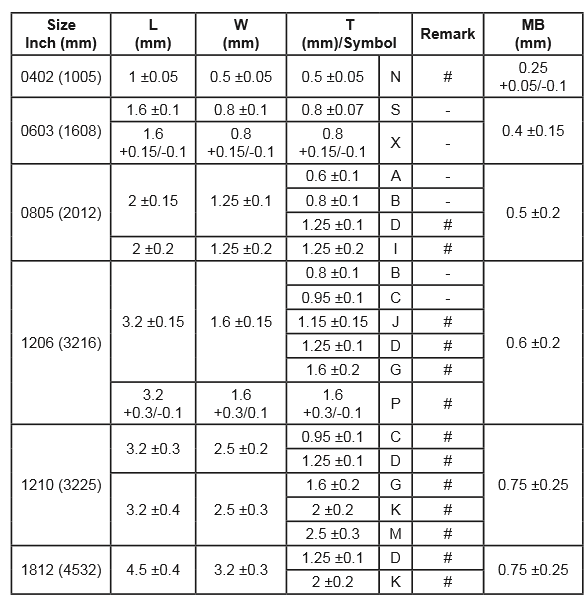 Size Inch (mm) L (mm) W (mm) T (mm)/Symbol Remark MB (mm)
0402 (1005) 1 ±0.05 0.5 ±0.05 0.5 ±0.05 N # 0.25 +0.05/-0.1
0603 (1608) 1.6 ±0.1 0.8 ±0.1 0.8 ±0.07 S - 0.4 ±0.15
1.6 +0.15/-0.1 0.8 +0.15/-0.1 0.8 +0.15/-0.1 X -
0805 (2012) 2 ±0.15 1.25 ±0.1 0.6 ±0.1 A - 0.5 ±0.2
0.8 ±0.1 B -
1.25 ±0.1 D #
2 ±0.2 1.25 ±0.2 1.25 ±0.2 I #
1206 (3216) 3.2 ±0.15 1.6 ±0.15 0.8 ±0.1 B - 0.6 ±0.2
0.95 ±0.1 C -
1.15 ±0.15 J #
1.25 ±0.1 D #
1.6 ±0.2 G #
3.2 +0.3/-0.1 1.6 +0.3/0.1 1.6 +0.3/-0.1 P #
1210 (3225) 3.2 ±0.3 2.5 ±0.2 0.95 ±0.1 C # 0.75 ±0.25
1.25 ±0.1 D #
3.2 ±0.4 2.5 ±0.3 1.6 ±0.2 G #
2 ±0.2 K #
2.5 ±0.3 M #
1812 (4532) 4.5 ±0.4 3.2 ±0.3 1.25 ±0.1 D # 0.75 ±0.25
2 ±0.2 K #